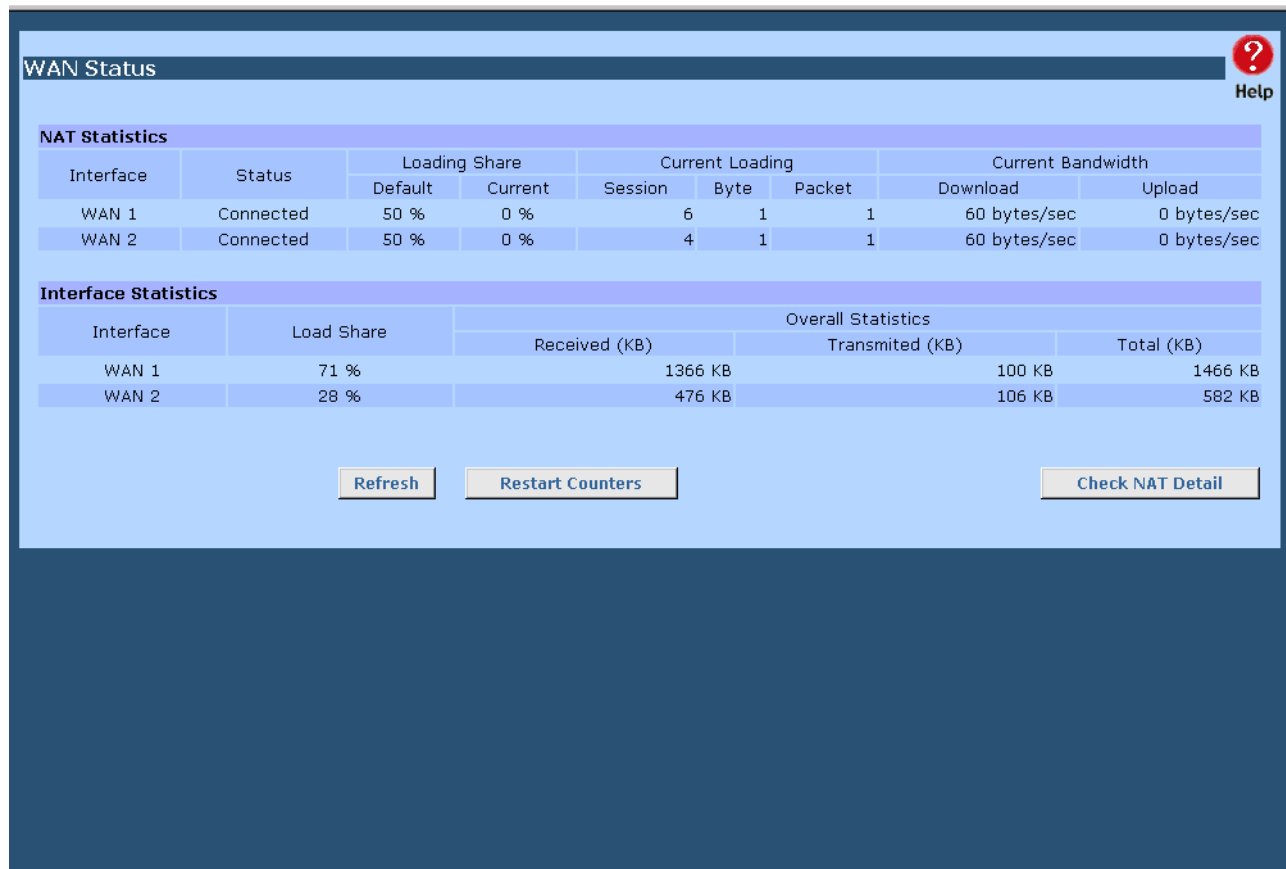 ?
WAN Status
Help
NAT Statistics
Interface Status Loading Share Current Loading Current Bandwidth
Default Current Session Byte Packet Download Upload
WAN 1 Connected 50 % 0 % 6 1 1 60 bytes/sec 0 bytes/sec
WAN 2 Connected 50 % 0 % 4 1 1 60 bytes/sec 0 bytes/sec
Interface Statistics
Interface Load Share Overall Statistics
Received (KB) Transmited (KB) Total (KB)
WAN 1 71 % 1366 KB 100 KB 1466 KB
WAN 2 28 % 476 KB 106 KB 582 KB
Refresh Restart Counters Check NAT Detail